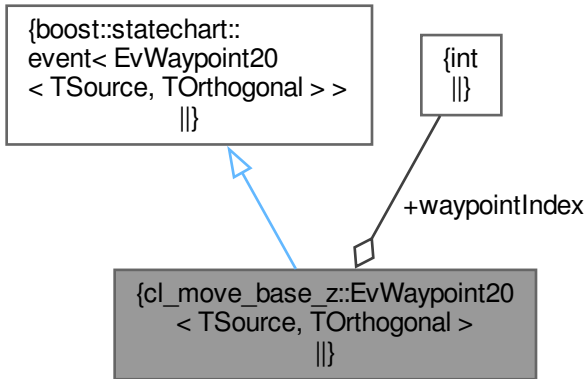 {boost::statechart::
event< EvWaypoint20
< TSource, TOrthogonal > >
||}
{int
||}
+waypointIndex
{cl_move_base_z::EvWaypoint20
< TSource, TOrthogonal >
||}